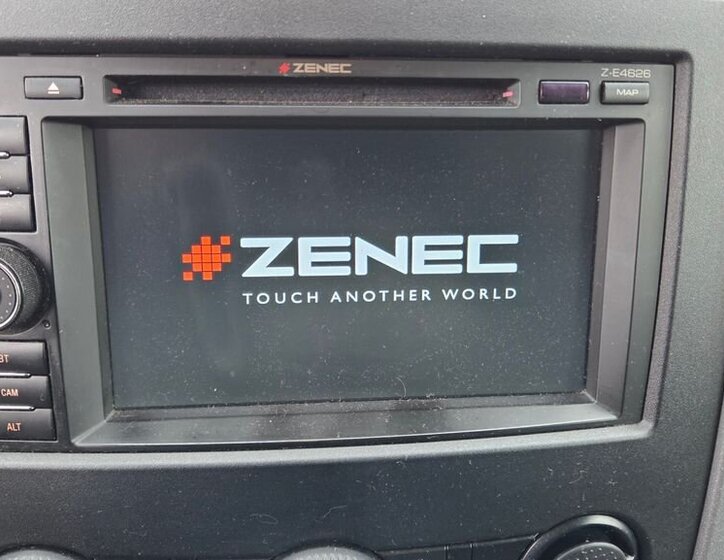 ZENEC
Z-E4626
MAP
ZENEC
TOUCH ANOTHER WORLD
BT
CAM
ALT